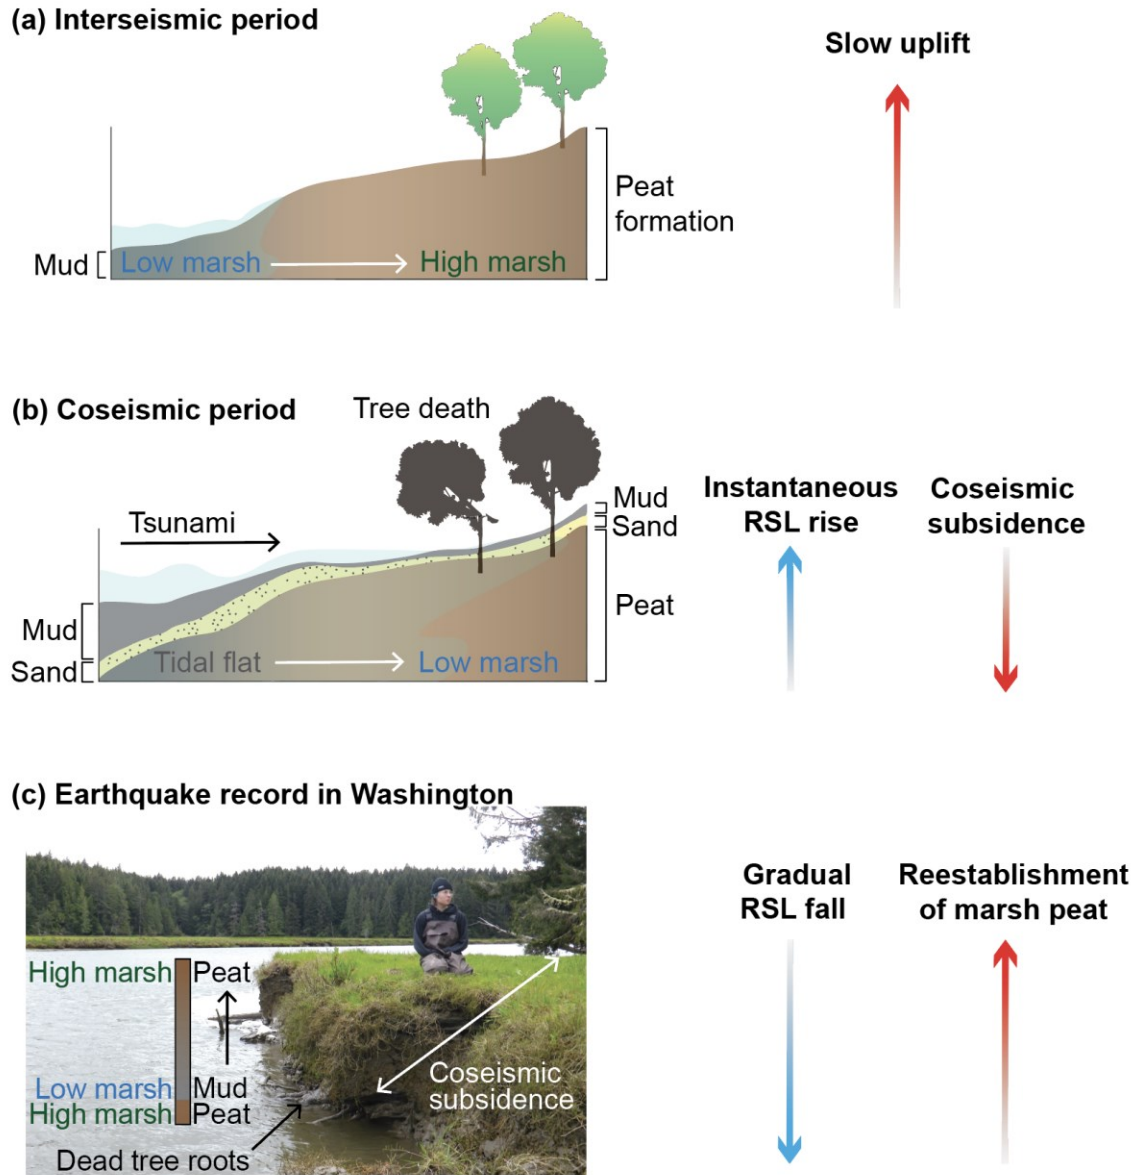 (a) Interseismic period
Slow uplift
Peat
formation
Mud
Low marsh
High marsh
(b) Coseismic period
Tree death
Tsunami
Mud
Sand
Instantaneous
RSL rise
Coseismic
subsidence
Peat
Mud
Sand
Tidal flat
Low marsh
(c) Earthquake record in Washington
Gradual
RSL fall
Reestablishment
of marsh peat
High marsh
Peat
Low marsh
Mud
High marsh
Peat
Coseismic
subsidence
Dead tree roots